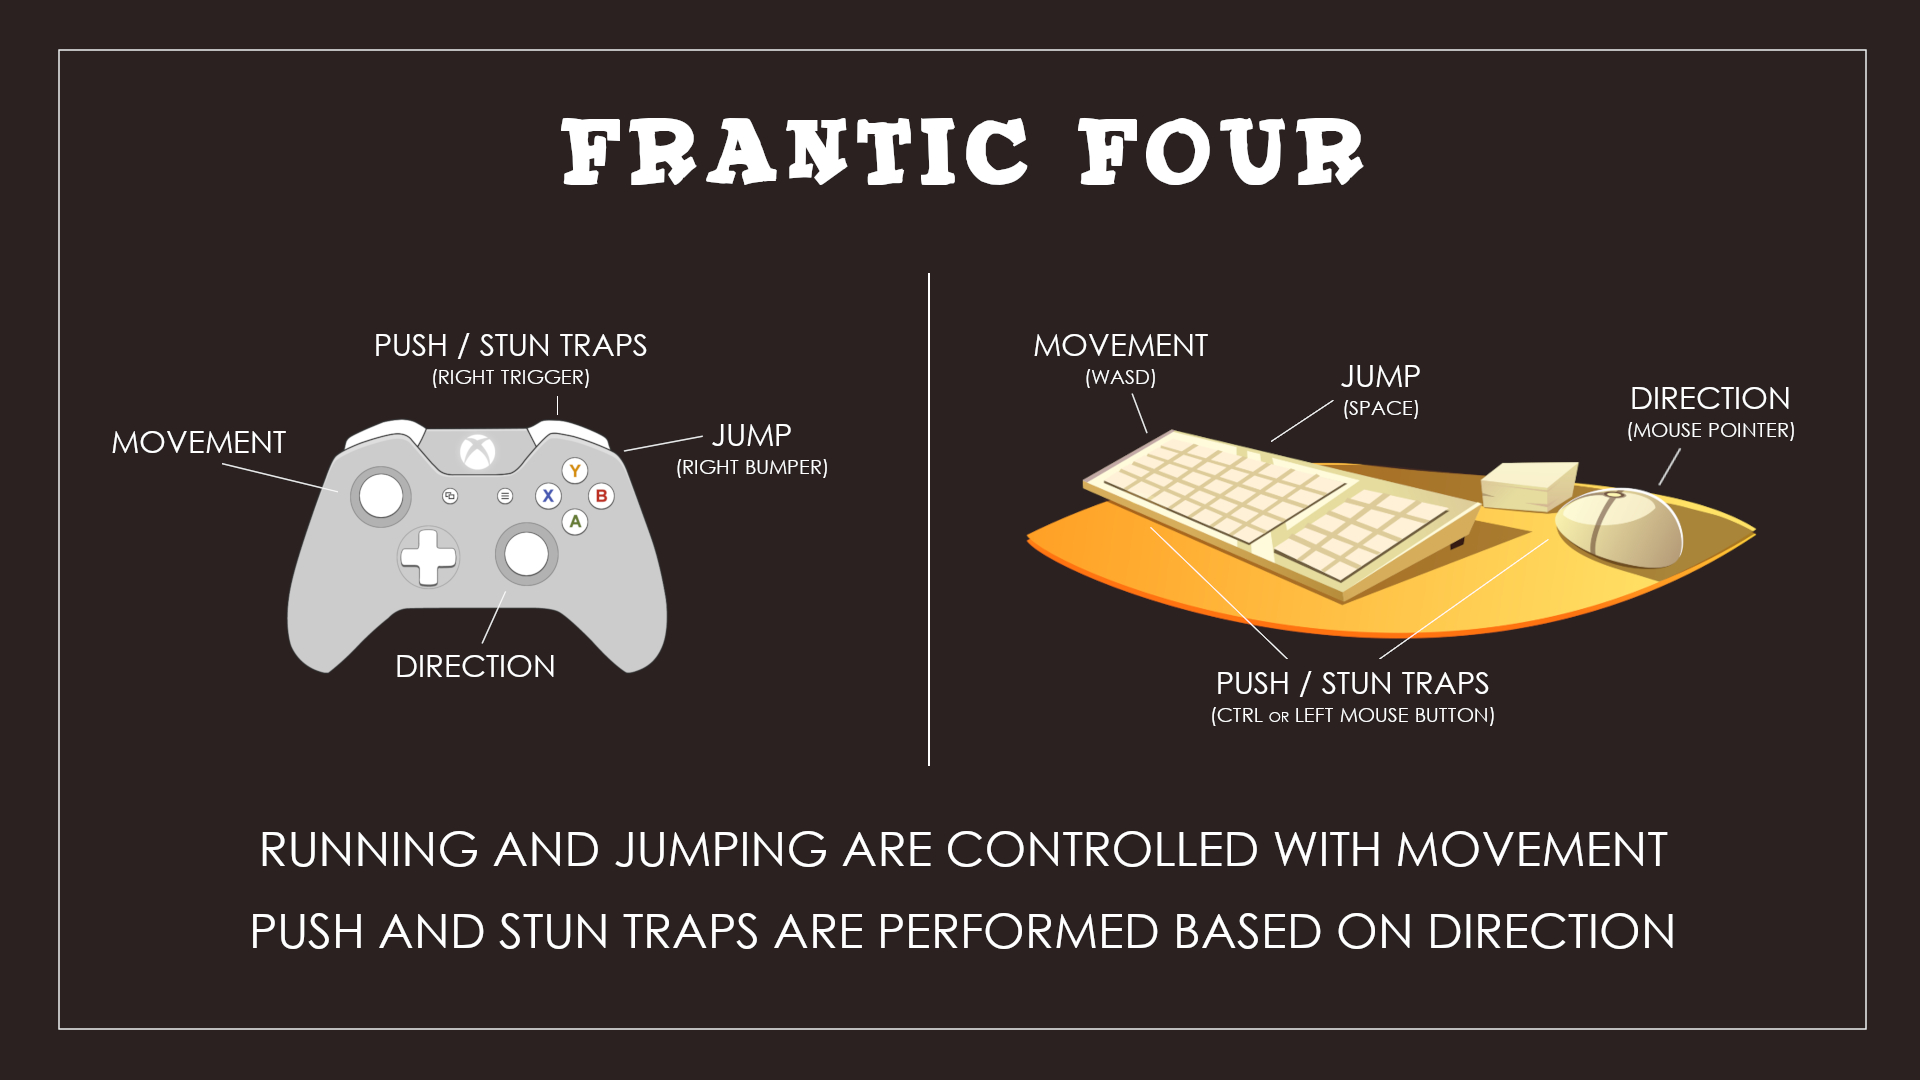 FRANTIC FOUR
PUSH / STUN TRAPS
(RIGHT TRIGGER)
MOVEMENT
JUMP
(RIGHT BUMPER)
Y
X
B
A
DIRECTION
MOVEMENT
(WASD)
JUMP
(SPACE)
DIRECTION
(MOUSE POINTER)
PUSH / STUN TRAPS
(CTRL OR LEFT MOUSE BUTTON)
RUNNING AND JUMPING ARE CONTROLLED WITH MOVEMENT
PUSH AND STUN TRAPS ARE PERFORMED BASED ON DIRECTION